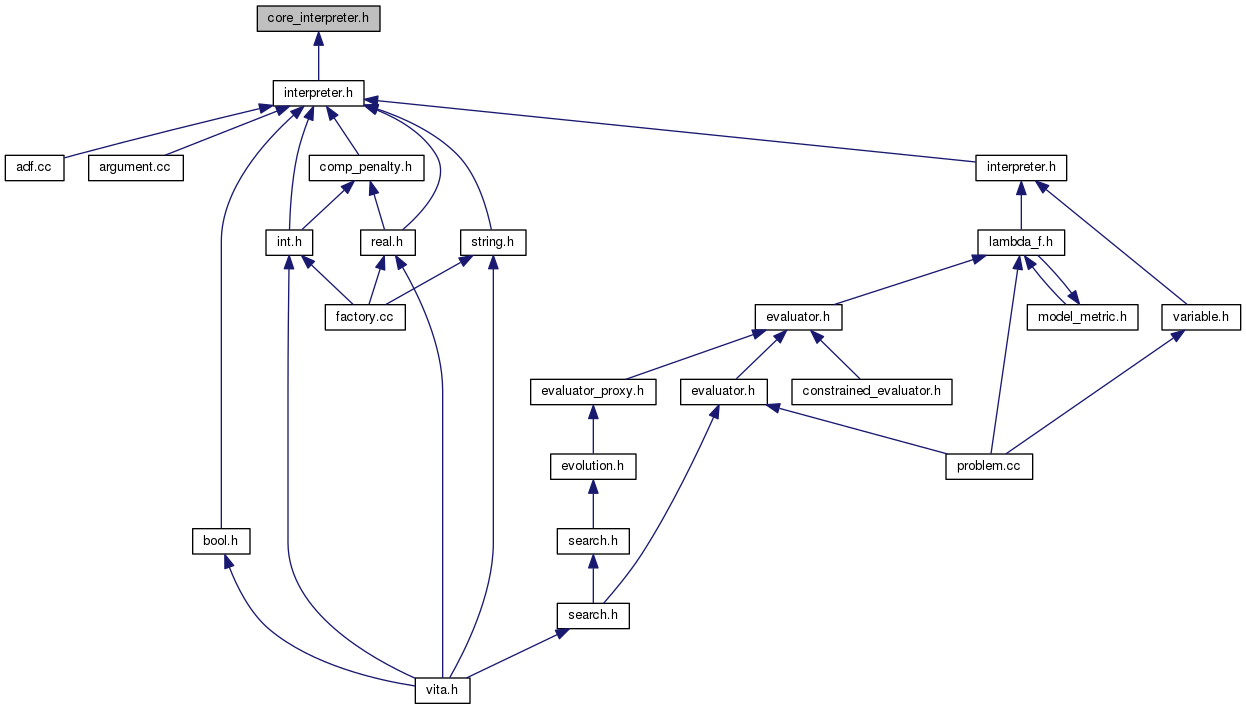 core_interpreter.h
interpreter.h
adf.cc
argument.cc
comp_penalty.h
interpreter.h
int.h
real.h
string.h
lambda_f.h
factory.cc
evaluator.h
model_metric.h
variable.h
evaluator_proxy.h
evaluator.h
constrained_evaluator.h
evolution.h
problem.cc
bool.h
search.h
search.h
vita.h